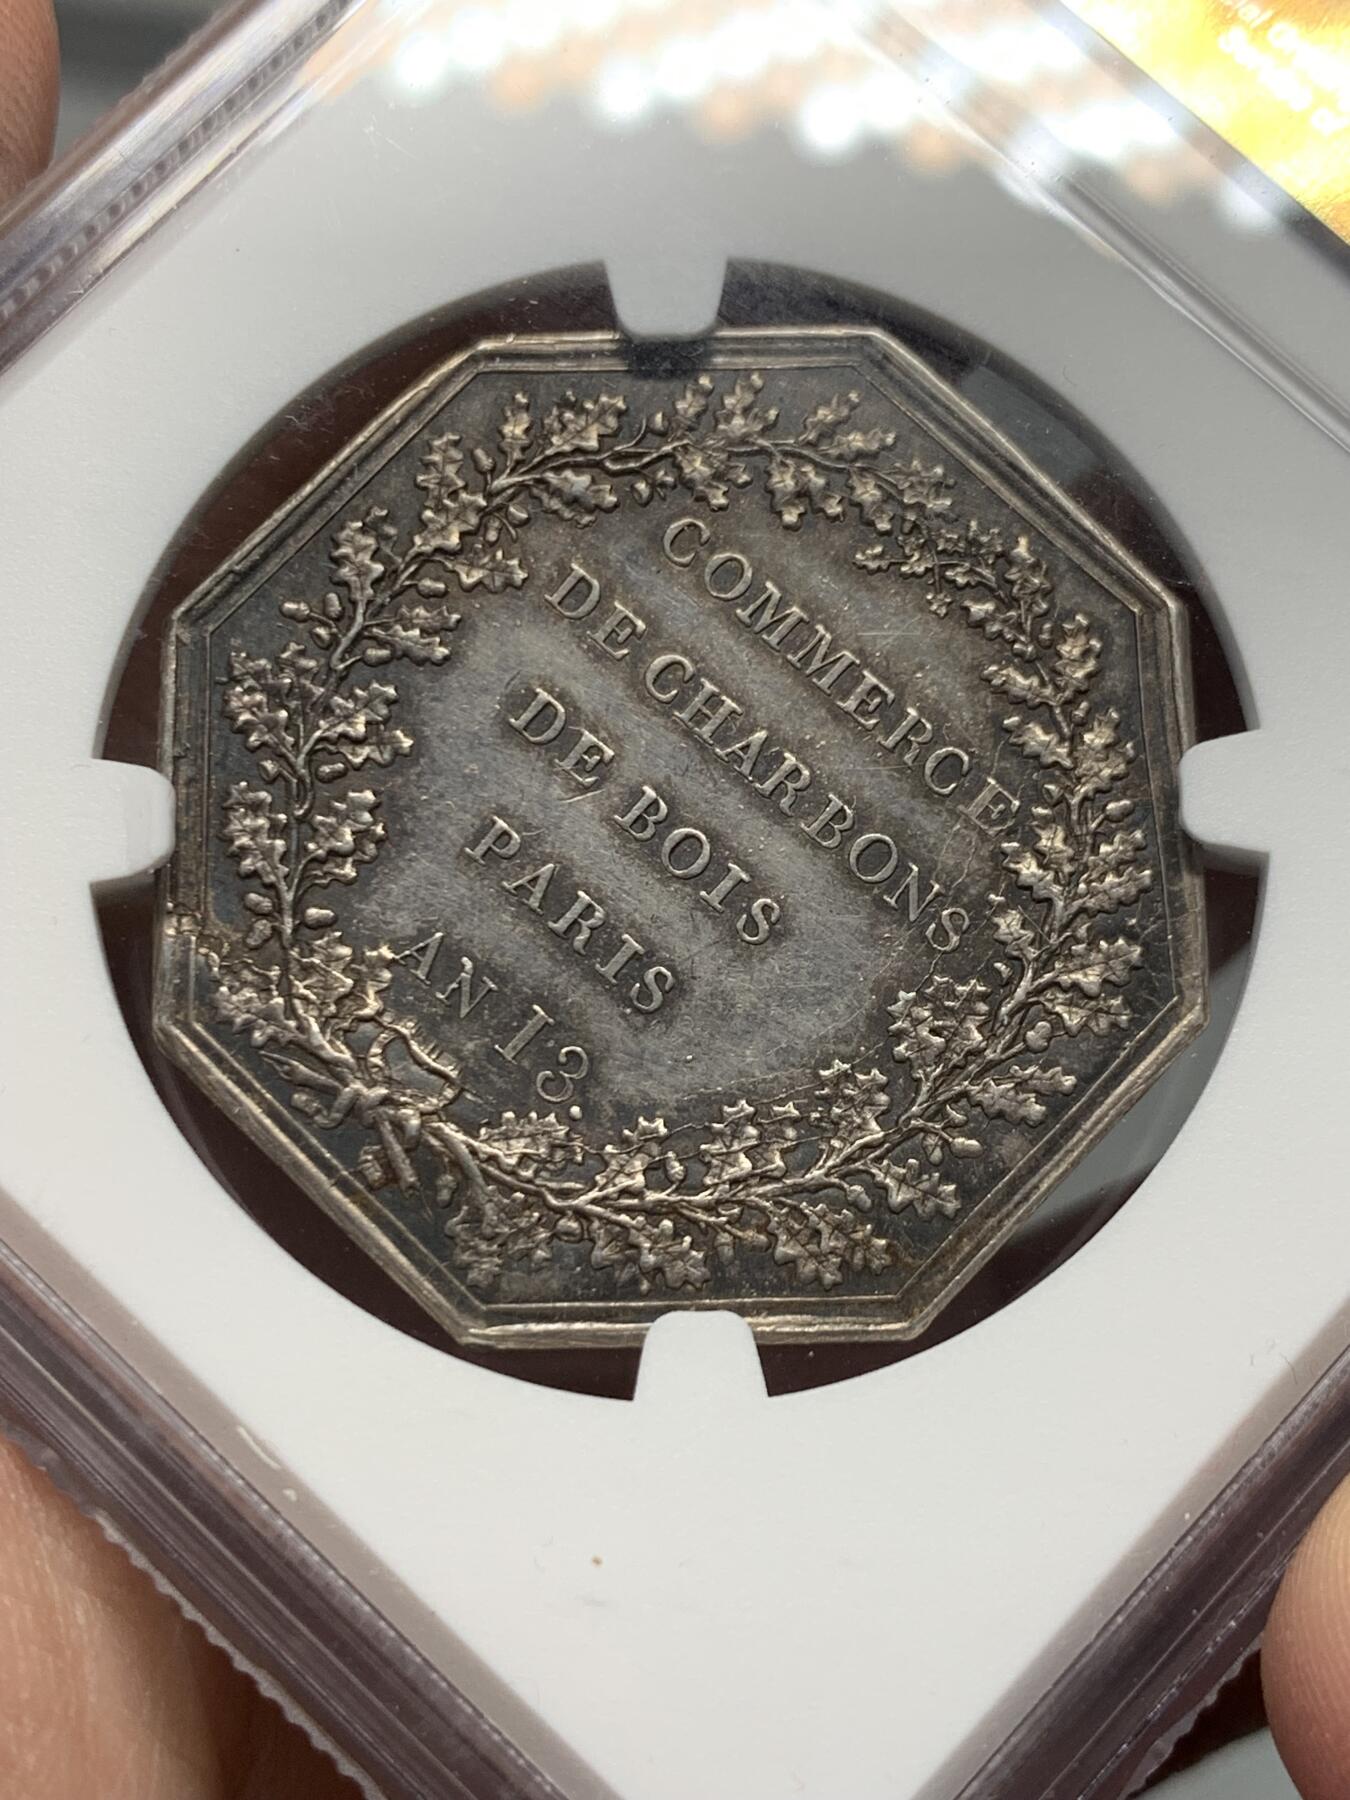 COMMERCE
DE CHARBONS
DE BOIS
PARIS
AN 13.